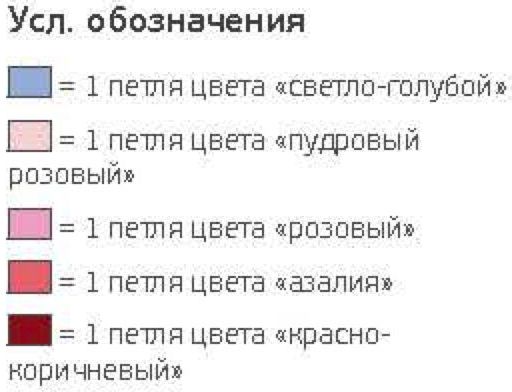 Усл. обозначения
= 1 петля цвета «светло-голубой»
= 1 петля цвета «пудровый
розовый»
= 1 петля цвета «розовый»
= 1 петля цвета «азалия»
= 1 петля цвета «красно-
коричневый»